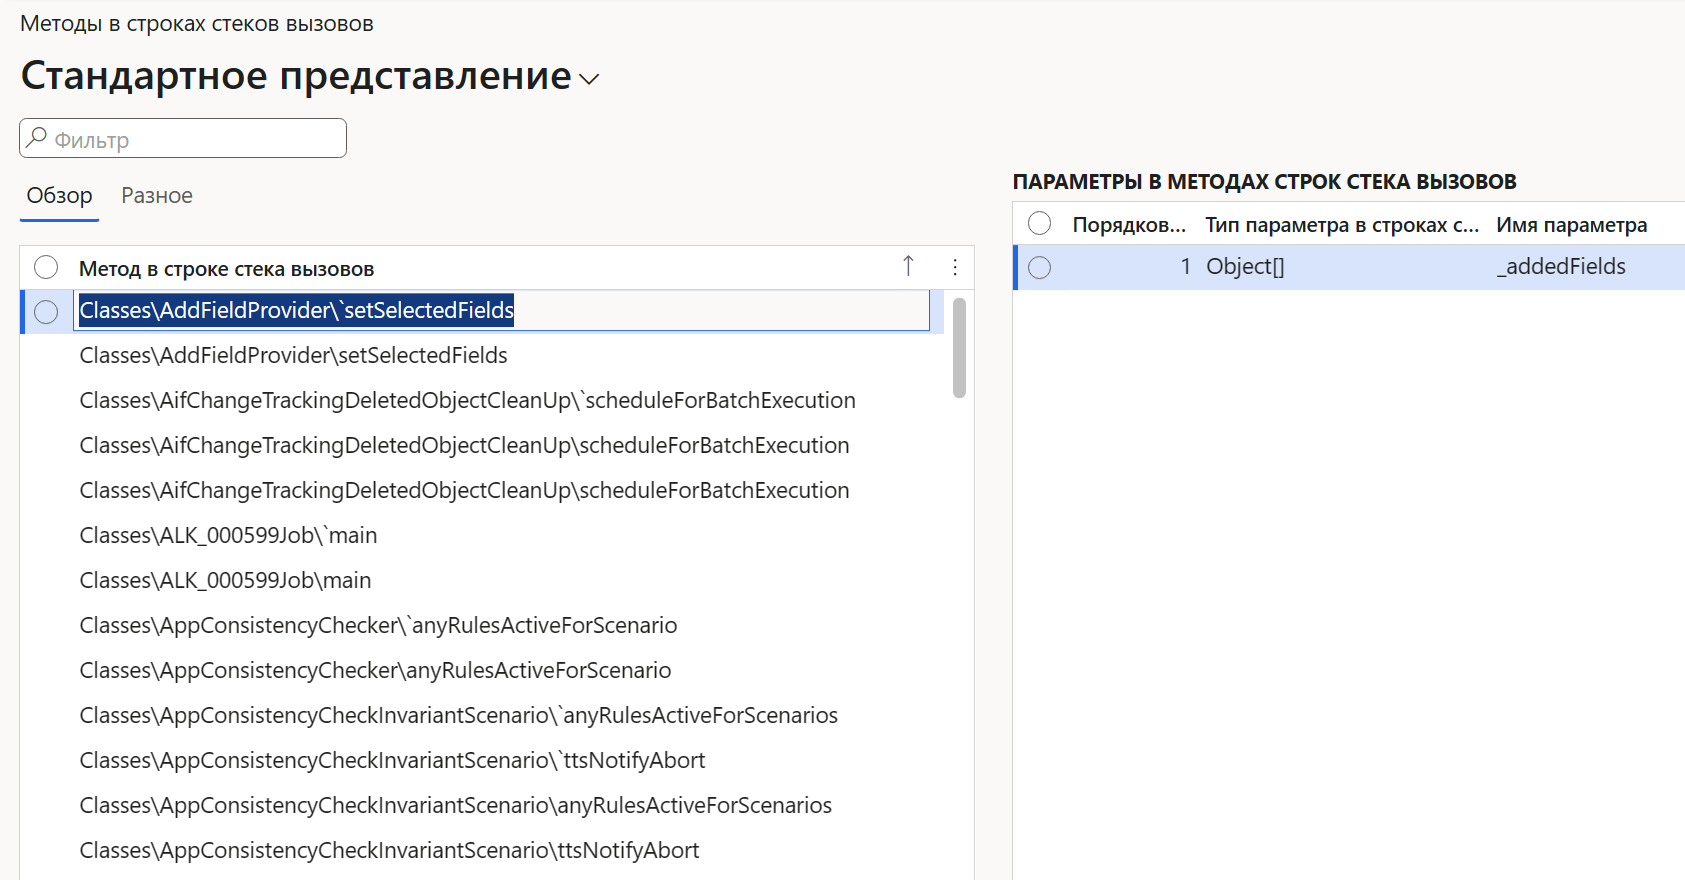 Методы в строках стеков вызовов
Стандартное представление
Фильтр
Обзор Разное
Метод в строке стека вызовов
Classes\AddFieldProvider\`setSelectedFields
Classes\AddFieldProvider\setSelectedFields
Classes\AifChangeTrackingDeletedObjectCleanUp\`scheduleForBatchExecution
Classes\AifChangeTrackingDeletedObjectCleanUp\scheduleForBatchExecution
Classes\AifChangeTrackingDeletedObjectCleanUp\scheduleForBatchExecution
Classes\ALK_000599Job\`main
Classes\ALK_000599Job\main
Classes\AppConsistencyChecker\`anyRulesActiveForScenario
Classes\AppConsistencyChecker\anyRulesActiveForScenario
Classes\AppConsistencyCheckInvariantScenario\`anyRulesActiveForScenarios
Classes\AppConsistencyCheckInvariantScenario\`ttsNotifyAbort
Classes\AppConsistencyCheckInvariantScenario\anyRulesActiveForScenarios
Classes\AppConsistencyCheckInvariantScenario\ttsNotifyAbort
ПАРАМЕТРЫ В МЕТОДАХ СТРОК СТЕКА ВЫЗОВОВ
Порядков... Тип параметра в строках с... Имя параметра
1 Object[] _addedFields